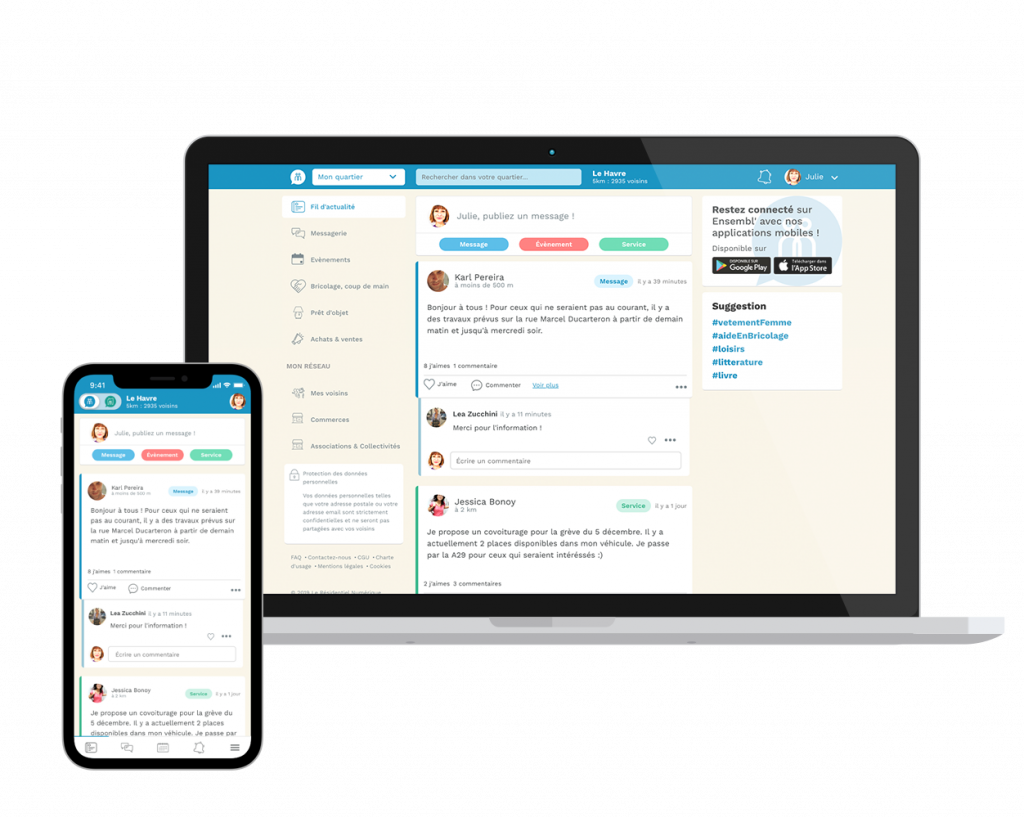 Mon quartier
Rechercher dans votre quartier...
Le Havre
5km : 2935 voisins
Julie
Fil d'actualité
Messagerie
Evènements
Bricolage, coup de main
Prêt d'objet
Achats & ventes
MON RÉSEAU
Mes voisins
Commerces
Associations & Collectivités
Protection des données
personnelles
Vos données personnelles telles
que votre adresse postale ou votre
adresse email sont strictement
confidentielles et ne seront pas
partagées avec vos voisins
FAQ • Contactez-nous • CGU • Charte
d'usage • Mentions légales • Cookies
Le Résidentiel Numérique
Julie, publiez un message !
Message
Évènement
Service
Karl Pereira
à moins de 500 m
Message
il y a 39 minutes
Bonjour à tous ! Pour ceux qui ne seraient pas au courant, il y a
des travaux prévus sur la rue Marcel Ducarteron à partir de demain
matin et jusqu'à mercredi soir.
8 j'aimes 1 commentaire
J'aime
Commenter
Voir plus
Lea Zucchini il y a 11 minutes
Merci pour l'information !
Écrire un commentaire
Jessica Bonoy
à 2 km
Service
il y a 1 jour
Je propose un covoiturage pour la grève du 5 décembre. Il y a
actuellement 2 places disponibles dans mon véhicule. Je passe
par la A29 pour ceux qui seraient intéréssés :)
2 j'aimes 3 commentaires
Restez connecté sur
Ensembl' avec nos
applications mobiles !
Disponible sur
DISPONIBLE SUR
Google Play
Télécharger dans
l'App Store
Suggestion
#vetementFemme
#aideEnBricolage
#loisirs
#litterature
#livre
9:41
Le Havre
5km : 2935 voisins
Julie, publiez un message !
Message
Évènement
Service
Karl Pereira
à moins de 500 m
Message
il y a 39 minutes
Bonjour à tous ! Pour ceux qui ne seraient
pas au courant, il y a des travaux prévus sur
la rue Marcel Ducarteron à partir de demain
matin et jusqu'à mercredi soir.
8 j'aimes 1 commentaire
J'aime
Commenter
Lea Zucchini il y a 11 minutes
Merci pour l'information !
Écrire un commentaire
Jessica Bonoy
à 2 km
Service
il y a 1 jour
Je propose un covoiturage pour la grève du
5 décembre. Il y a actuellement 2 places
disponibles dans mon véhicule. Je passe par